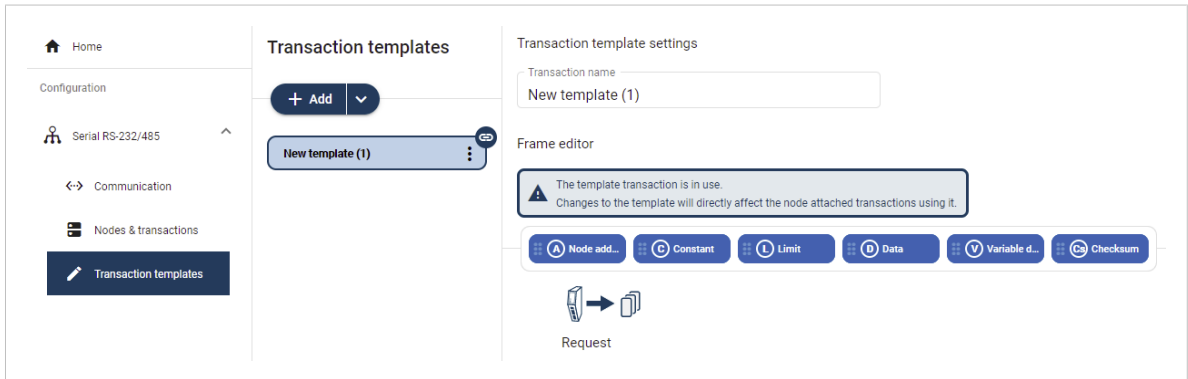 Home
Configuration
Serial RS-232/485
Communication
Nodes & transactions
Transaction templates
Transaction templates
Add
New template (1)
Transaction template settings
Transaction name
New template (1)
Frame editor
The template transaction is in use.
Changes to the template will directly affect the node attached transactions using it.
A Node add...
C Constant
L Limit
D Data
V Variable d...
Cs Checksum
Request